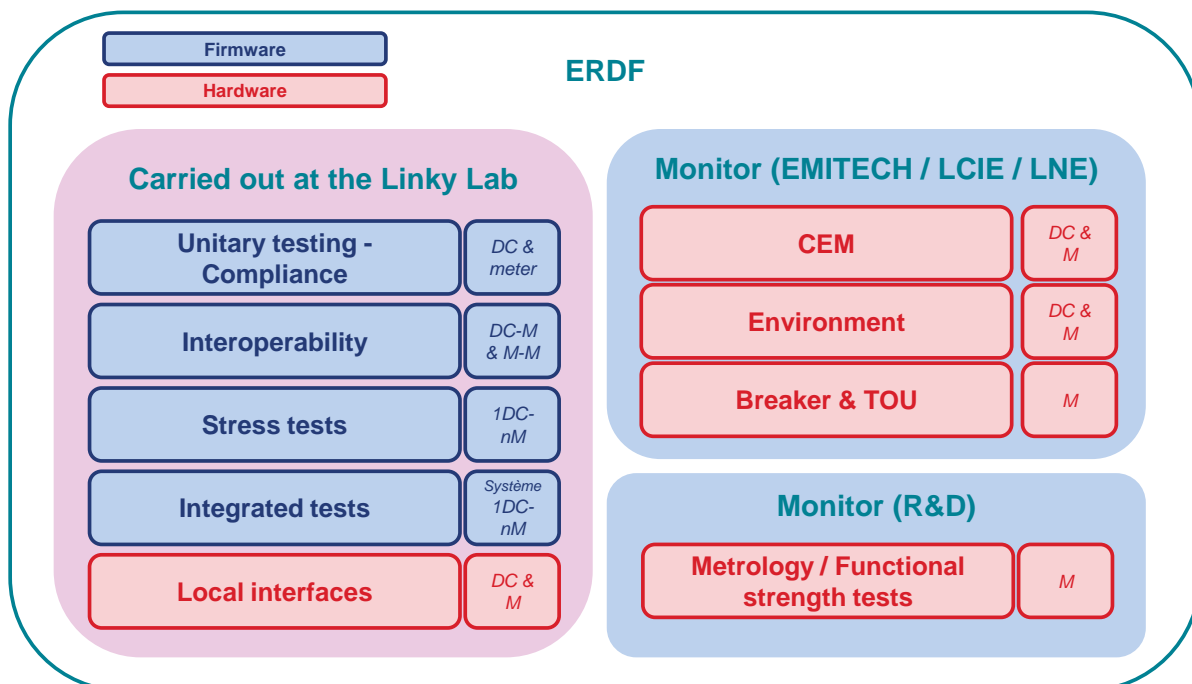 Firmware
Hardware
ERDF
Carried out at the Linky Lab
Unitary testing -
Compliance
DC &
meter
Interoperability
DC-M
& M-M
Stress tests
1DC-
nM
Integrated tests
Système
1DC-
nM
Local interfaces
DC &
M
Monitor (EMITECH / LCIE / LNE)
CEM
DC &
M
Environment
DC &
M
Breaker & TOU
M
Monitor (R&D)
Metrology / Functional
strength tests
M